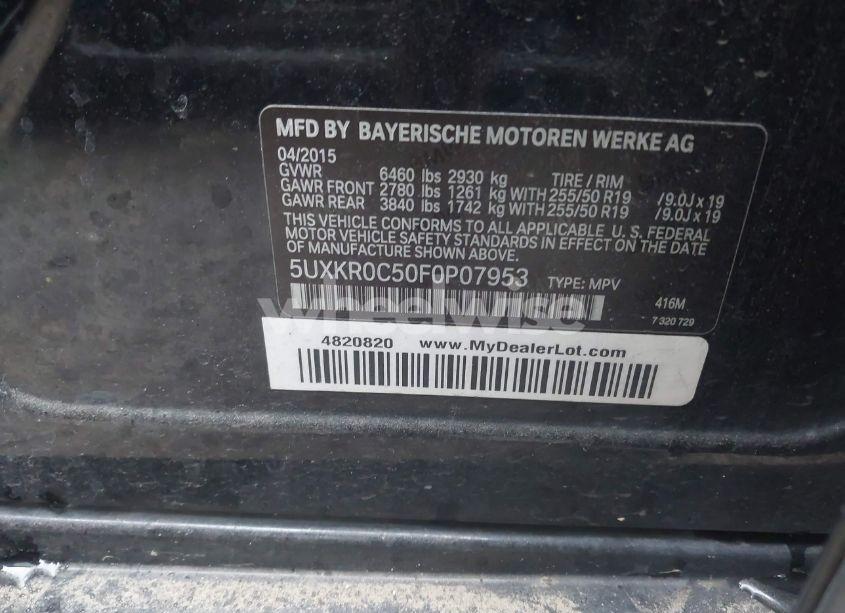 MFD BY BAYERISCHE MOTOREN WERKE AG
04/2015
GVWR 6460 lbs 2930 kg TIRE / RIM
GAWR FRONT 2780 lbs 1261 kg WITH 255/50 R19 /9.0J x 19
GAWR REAR 3840 lbs 1742 kg WITH 255/50 R19 /9.0J x 19
THIS VEHICLE CONFORMS TO ALL APPLICABLE U. S. FEDERAL
MOTOR VEHICLE SAFETY STANDARDS IN EFFECT ON THE DATE
OF MANUFACTURE SHOWN ABOVE.
5UXKR0C50F0P07953 TYPE: MPV
416M
wheelwise
7 320 729
4820820 www.MyDealerLot.com